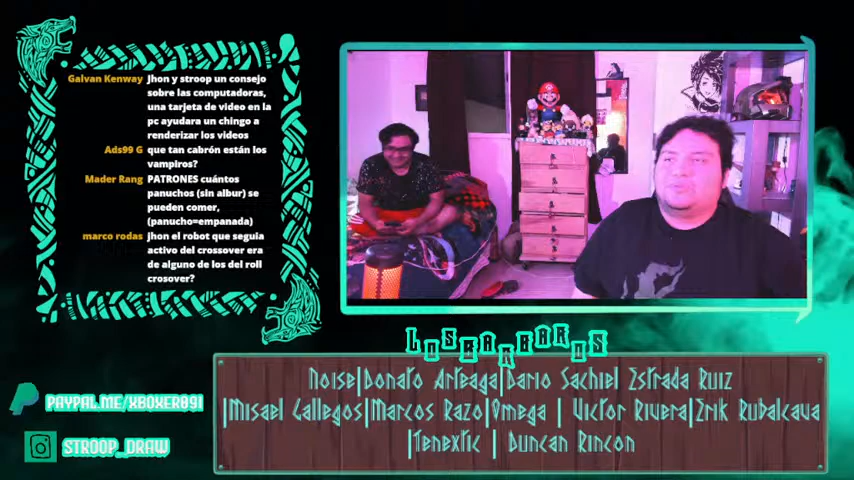 Galvan Kenway Jhon y stroop un consejo
sobre las computadoras,
una tarjeta de video en la
pc ayudara un chingo a
renderizar los videos
Ads99 G que tan cabrón están los
vampiros?
Mader Rang PATRONES cuántos
panuchos (sin albur) se
pueden comer,
(panucho=empanada)
marco rodas jhon el robot que seguia
activo del crossover era
de alguno de los del roll
crosover?
LOSBARBAROS
Noise|Donato Arteaga|Dario Sachiel Estrada Ruiz
|Misael Gallegos|Marcos Razo|Omega | Victor Rivera|Erik Rubalcava
|Tenextic | Duncan Rincon
PAYPAL.ME/XBOXER091
STROOP_DRAW